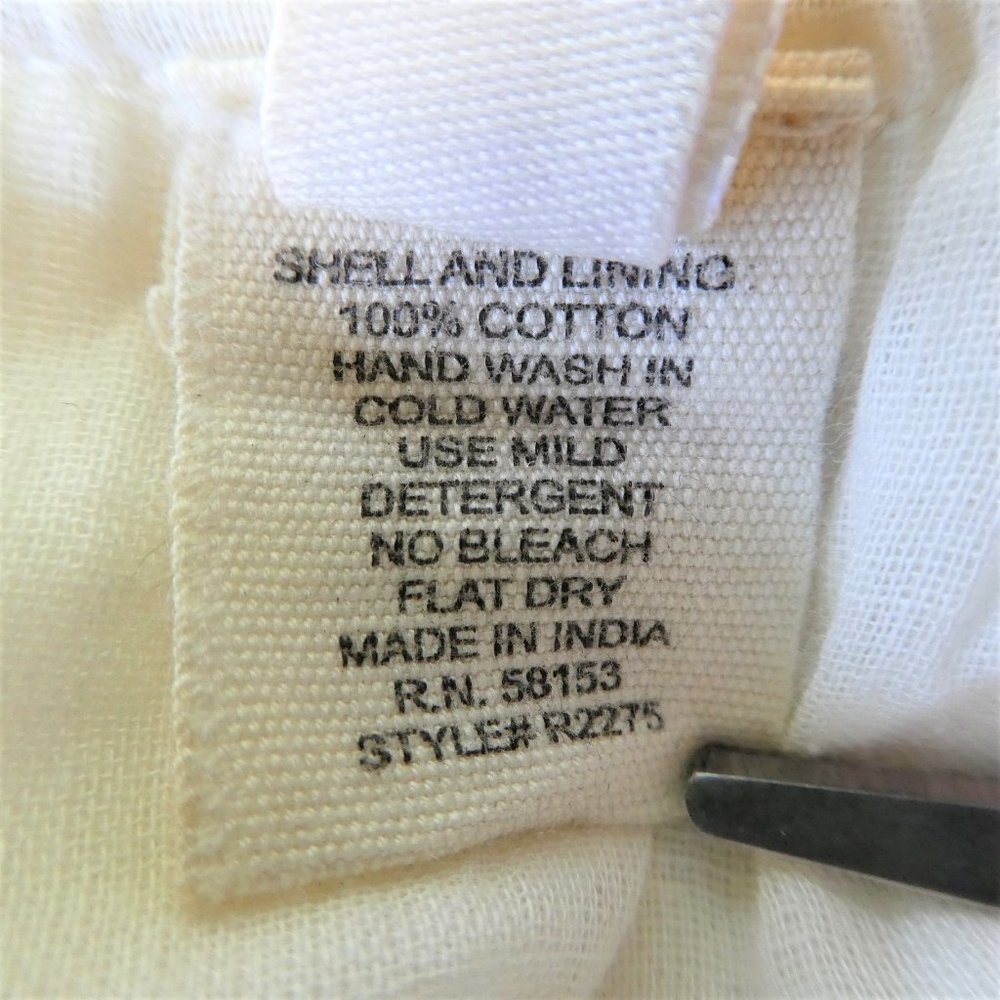 SHELL AND LINING :
100% COTTON
HAND WASH IN
COLD WATER
USE MILD
DETERGENT
NO BLEACH
FLAT DRY
MADE IN INDIA
R.N. 58153
STYLE# R2275